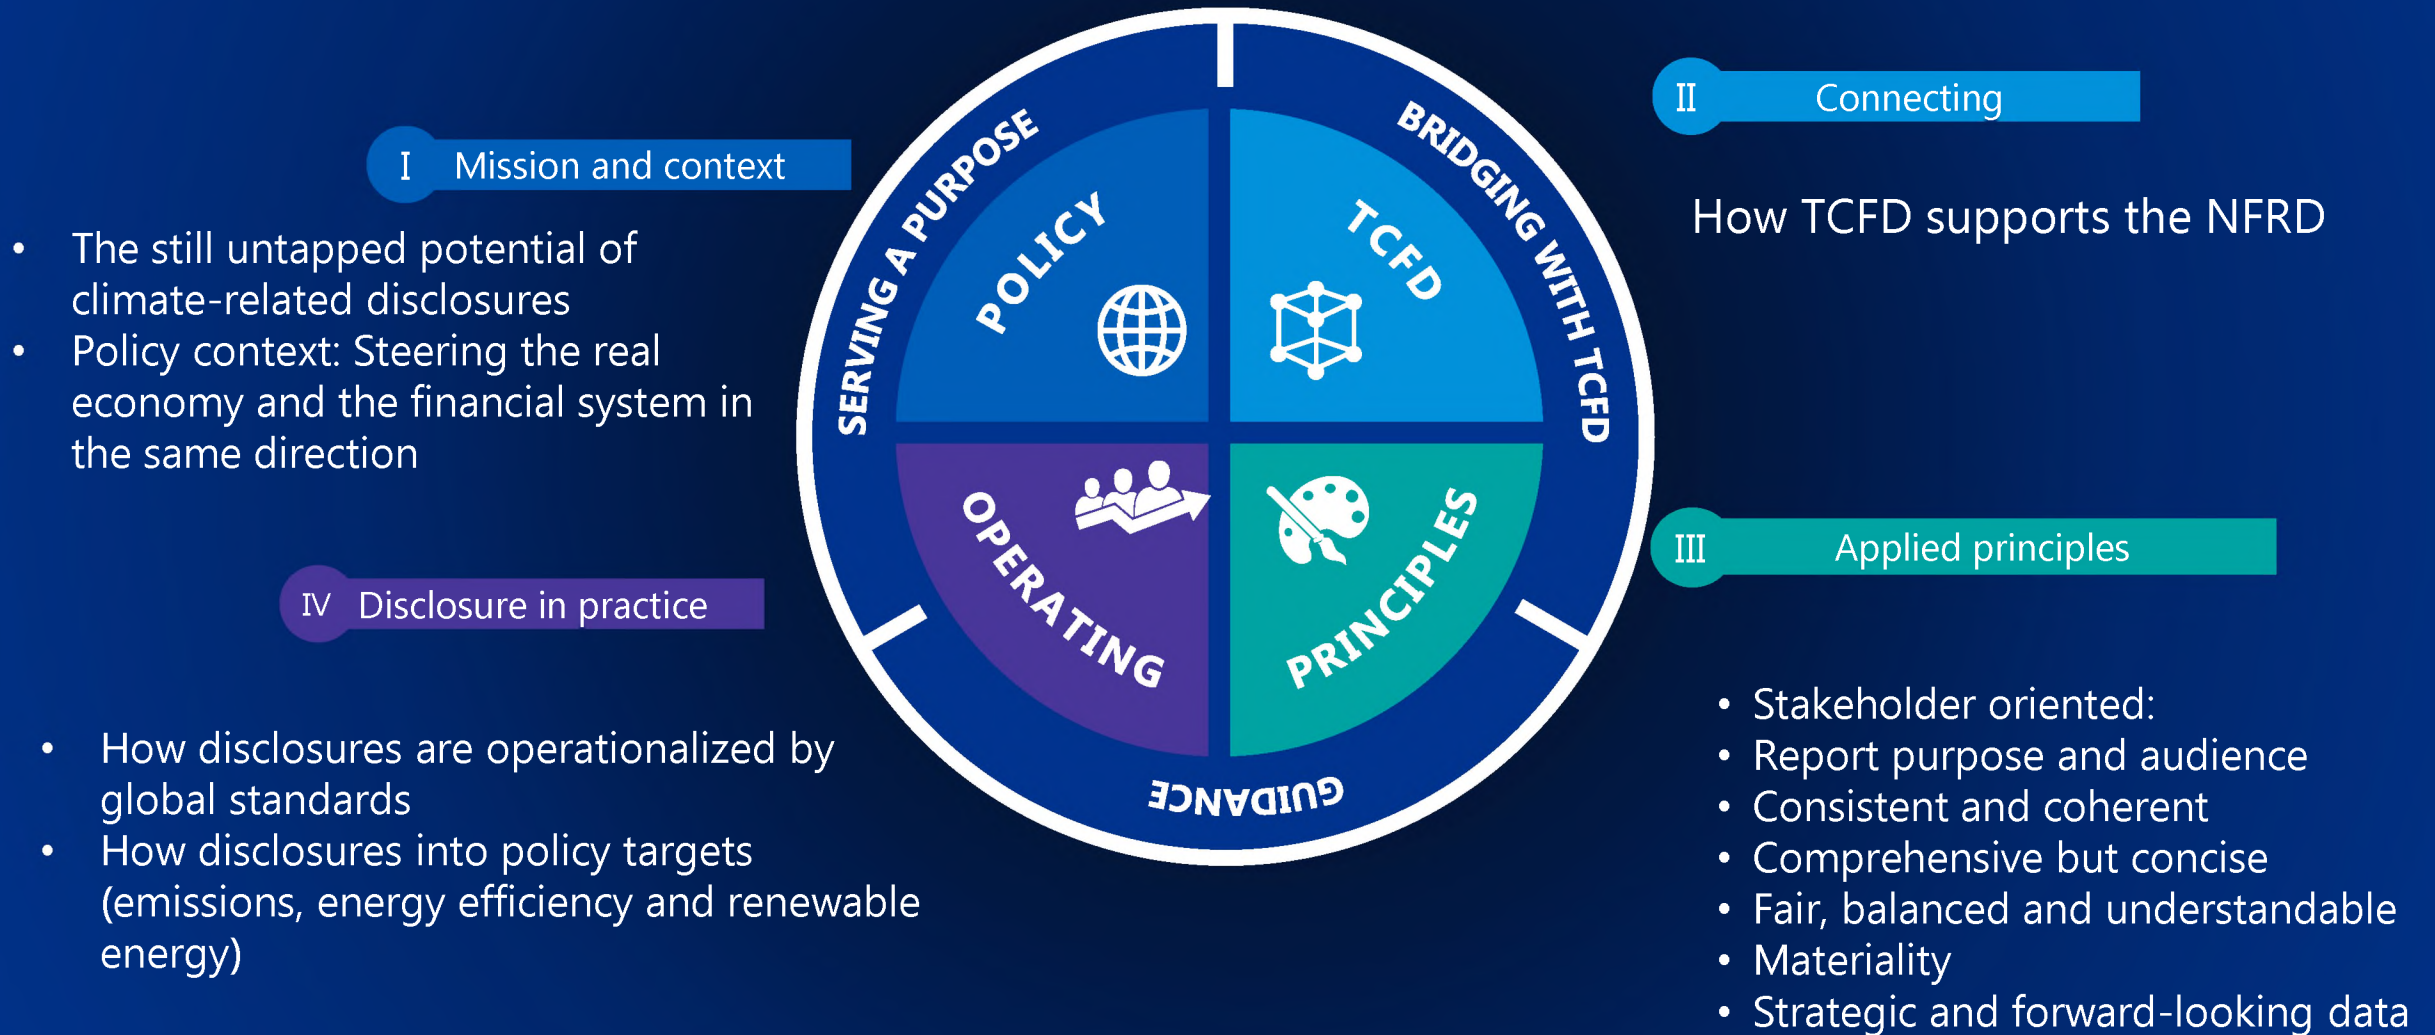 I Mission and context
• The still untapped potential of
climate-related disclosures
• Policy context: Steering the real
economy and the financial system in
the same direction
SERVING A PURPOSE
BRIDGING WITH TCFD
GUIDANCE
POLICY
TCFD
OPERATING
PRINCIPLES
II Connecting
How TCFD supports the NFRD
III Applied principles
• Stakeholder oriented:
• Report purpose and audience
• Consistent and coherent
• Comprehensive but concise
• Fair, balanced and understandable
• Materiality
• Strategic and forward-looking data
IV Disclosure in practice
• How disclosures are operationalized by
global standards
• How disclosures into policy targets
(emissions, energy efficiency and renewable
energy)